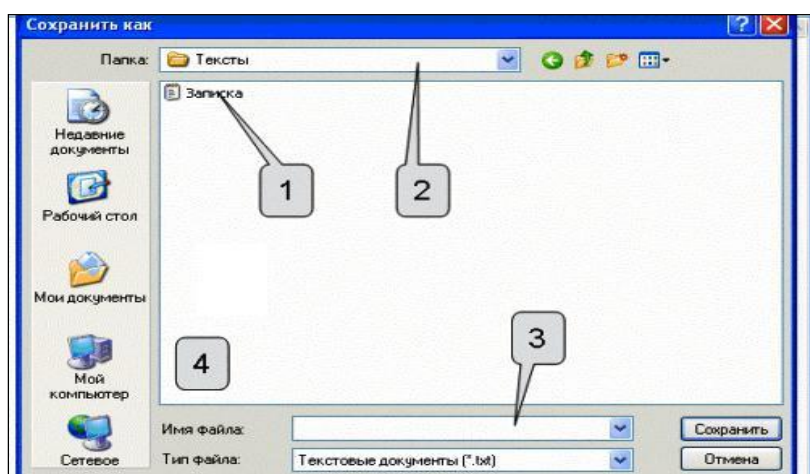 Сохранить как
Папка: Тексты
Записка
Недавние
документы
1
2
Рабочий стол
Мои документы
3
4
Мой
компьютер
Имя файла:
Сохранить
Сетевое
Тип файла: Текстовые документы (*.txt)
Отмена